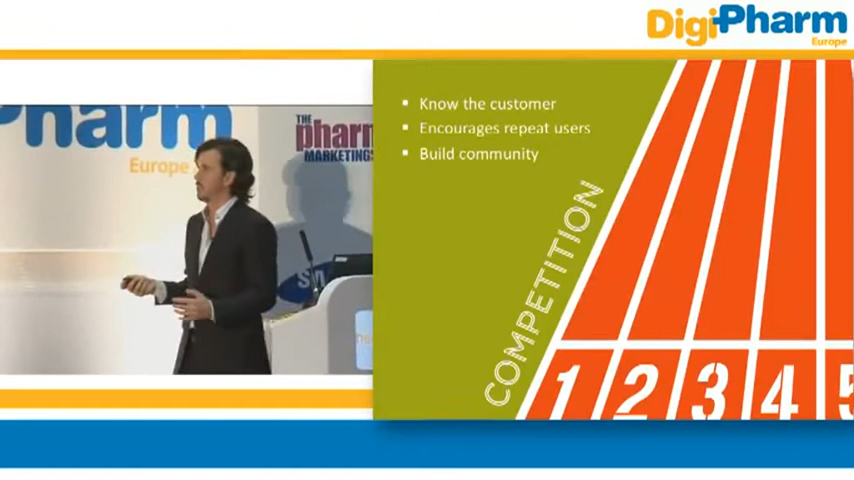 DigiPharm
Europe
Pharm
Europe
THE
pharm
MARKETING
Know the customer
Encourages repeat users
Build community
COMPETITION
1 2 3 4 5